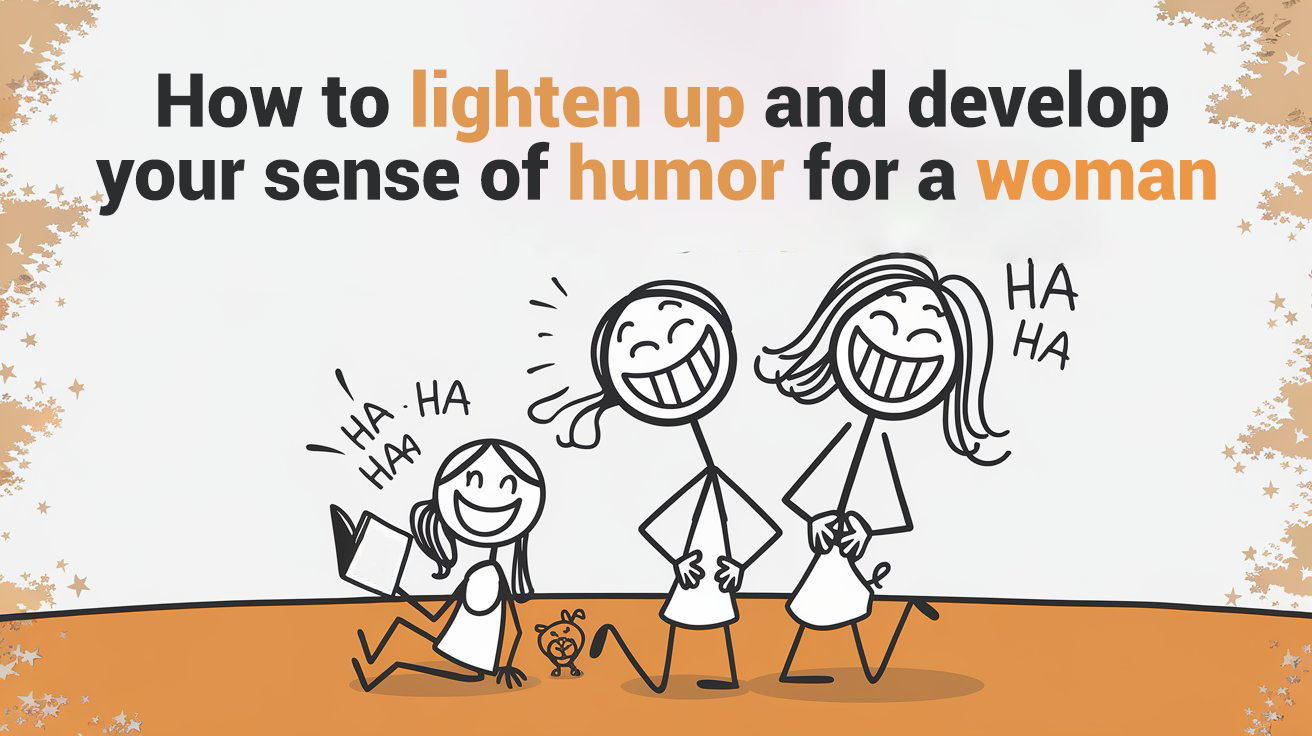 How to lighten up and develop
your sense of humor for a woman
HA
HA
HA · HA
HAA